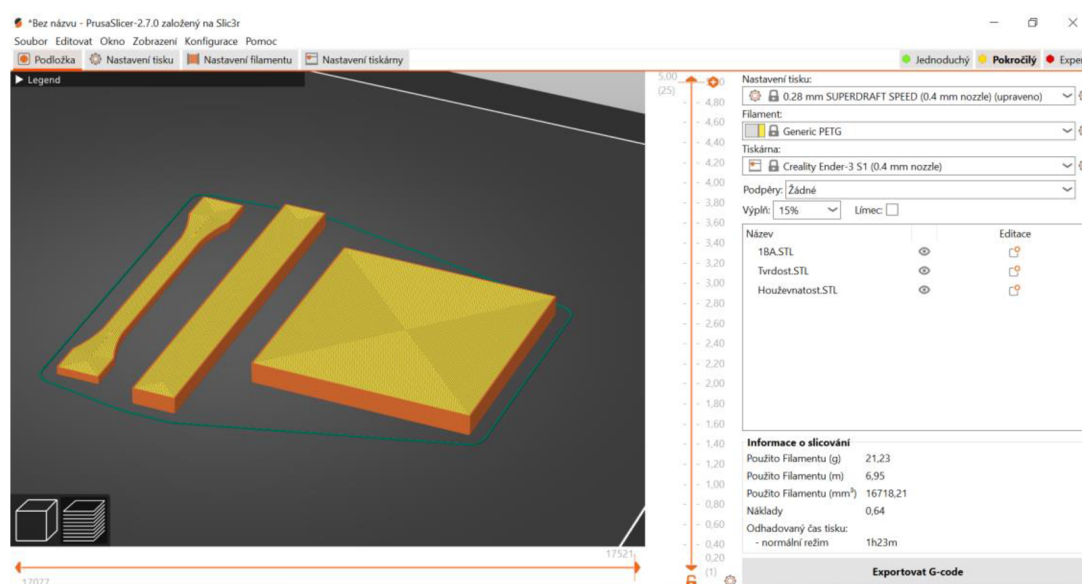 *Bez názvu - PrusaSlicer-2.7.0 založený na Slic3r
Soubor Editovat Okno Zobrazení Konfigurace Pomoc
Podložka Nastavení tisku Nastavení filamentu Nastavení tiskárny Jednoduchý Pokročilý
Legend
5,00
(25)
4,80
4,60
4,40
4,20
4,00
3,80
3,60
3,40
3,20
3,00
2,80
2,60
2,40
2,20
2,00
1,80
1,60
1,40
1,20
1,00
0,80
0,60
0,40
0,20
(1)
17521
17077
Nastavení tisku:
0.28 mm SUPERDRAFT SPEED (0.4 mm nozzle) (upraveno)
Filament:
Generic PETG
Tiskárna:
Creality Ender-3 S1 (0.4 mm nozzle)
Podpěry: Žádné
Výplň: 15% Límec:
Název Editace
1BA.STL
Tvrdost.STL
Houževnatost.STL
Informace o slicování
Použito Filamentu (g) 21,23
Použito Filamentu (m) 6,95
Použito Filamentu (mm³) 16718,21
Náklady 0,64
Odhadovaný čas tisku:
- normální režim 1h23m
Exportovat G-code